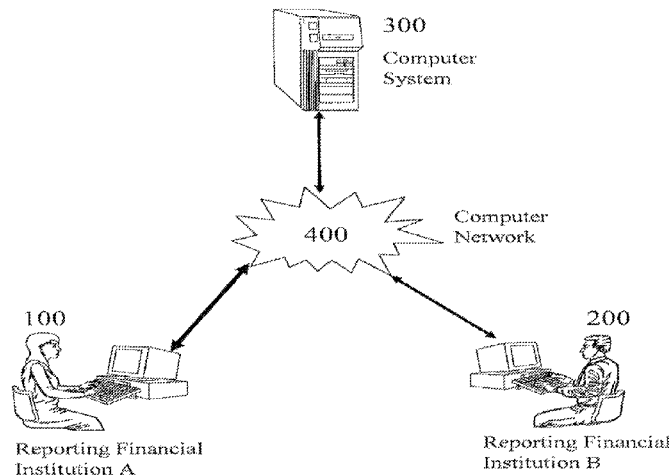 300
Computer
System
400
Computer
Network
100
200
Reporting Financial
Institution A
Reporting Financial
Institution B